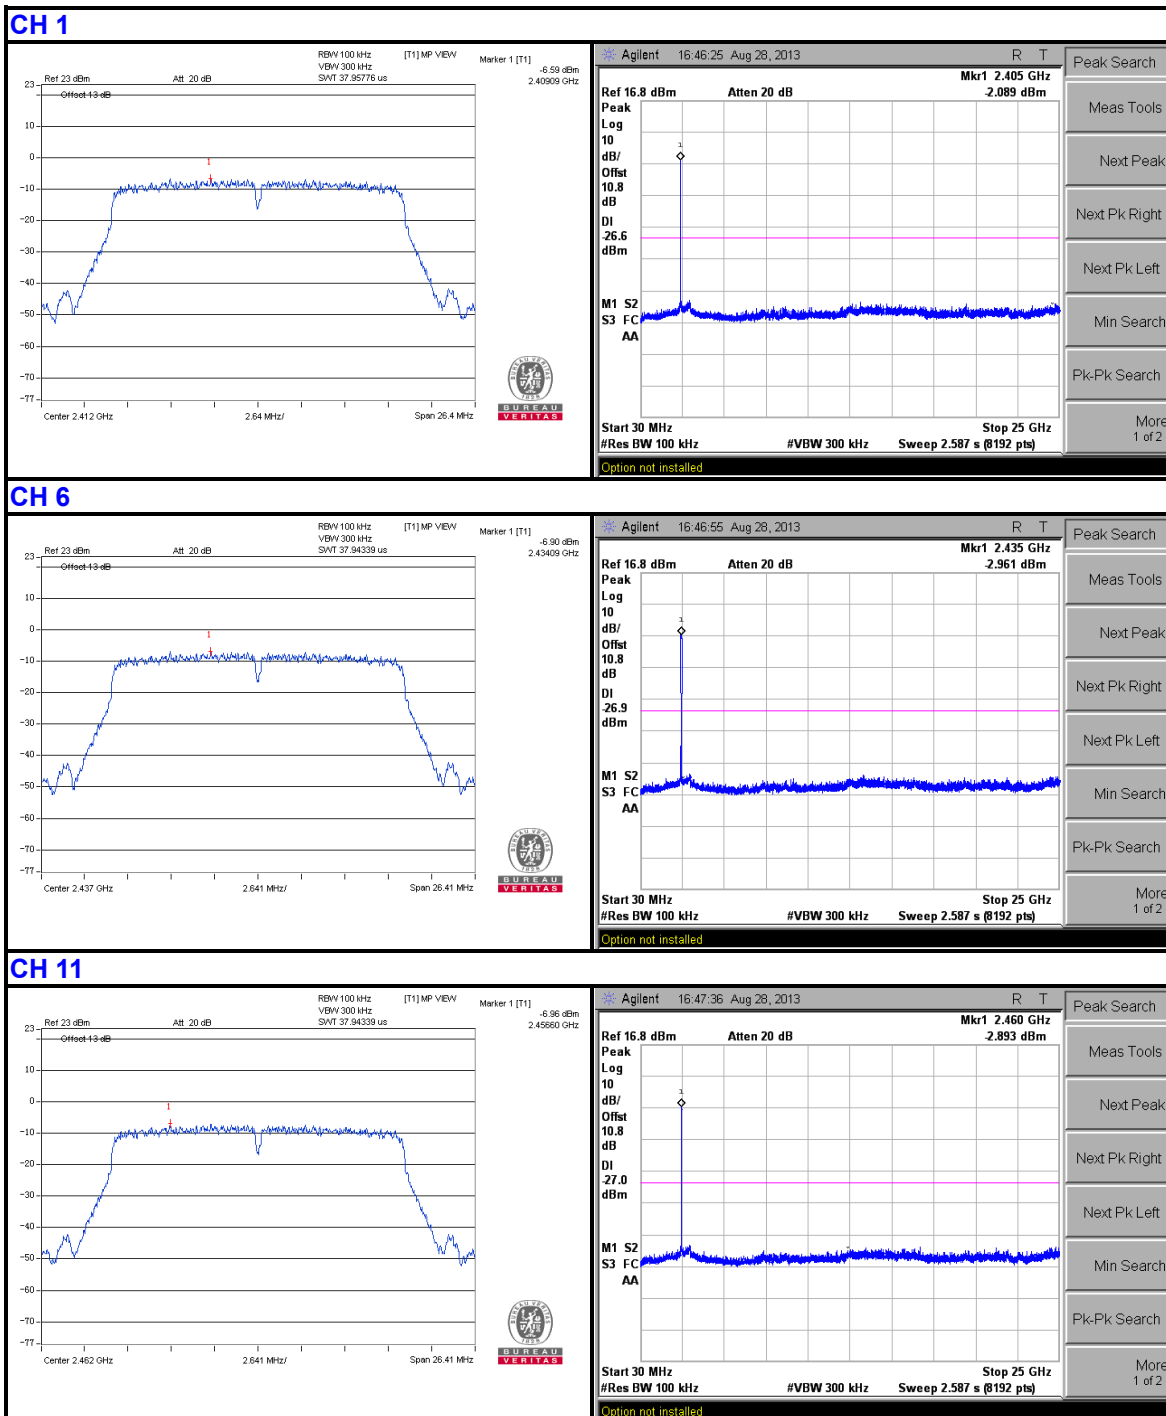 CH 1
RBW 100 kHz [T1] MP VIEW Marker 1 [T1]
VBW 300 kHz -6.59 dBm
Ref 23 dBm Att 20 dB SWT 37.95776 us 2.40909 GHz
23
Offset 13 dB
10
0
1
-10
-20
-30
-40
-50
-60
-70
-77
Center 2.412 GHz 2.64 MHz/ Span 26.4 MHz
1828
BUREAU
VERITAS
Agilent 16:46:25 Aug 28, 2013 R T
Mkr1 2.405 GHz
Ref 16.8 dBm Atten 20 dB -2.089 dBm
Peak
Log
10
dB/
Offst
10.8
dB
DI
-26.6
dBm
M1 S2
S3 FC
AA
1
Start 30 MHz Stop 25 GHz
#Res BW 100 kHz #VBW 300 kHz Sweep 2.587 s (8192 pts)
Option not installed
Peak Search
Meas Tools
Next Peak
Next Pk Right
Next Pk Left
Min Search
Pk-Pk Search
More
1 of 2
CH 6
RBW 100 kHz [T1] MP VIEW Marker 1 [T1]
VBW 300 kHz -6.90 dBm
Ref 23 dBm Att 20 dB SWT 37.94339 us 2.43409 GHz
23
Offset 13 dB
10
0
1
-10
-20
-30
-40
-50
-60
-70
-77
Center 2.437 GHz 2.641 MHz/ Span 26.41 MHz
1828
BUREAU
VERITAS
Agilent 16:46:55 Aug 28, 2013 R T
Mkr1 2.435 GHz
Ref 16.8 dBm Atten 20 dB -2.961 dBm
Peak
Log
10
dB/
Offst
10.8
dB
DI
-26.9
dBm
M1 S2
S3 FC
AA
1
Start 30 MHz Stop 25 GHz
#Res BW 100 kHz #VBW 300 kHz Sweep 2.587 s (8192 pts)
Option not installed
Peak Search
Meas Tools
Next Peak
Next Pk Right
Next Pk Left
Min Search
Pk-Pk Search
More
1 of 2
CH 11
RBW 100 kHz [T1] MP VIEW Marker 1 [T1]
VBW 300 kHz -6.96 dBm
Ref 23 dBm Att 20 dB SWT 37.94339 us 2.45660 GHz
23
Offset 13 dB
10
0
1
-10
-20
-30
-40
-50
-60
-70
-77
Center 2.462 GHz 2.641 MHz/ Span 26.41 MHz
1828
BUREAU
VERITAS
Agilent 16:47:36 Aug 28, 2013 R T
Mkr1 2.460 GHz
Ref 16.8 dBm Atten 20 dB -2.893 dBm
Peak
Log
10
dB/
Offst
10.8
dB
DI
-27.0
dBm
M1 S2
S3 FC
AA
1
Start 30 MHz Stop 25 GHz
#Res BW 100 kHz #VBW 300 kHz Sweep 2.587 s (8192 pts)
Option not installed
Peak Search
Meas Tools
Next Peak
Next Pk Right
Next Pk Left
Min Search
Pk-Pk Search
More
1 of 2